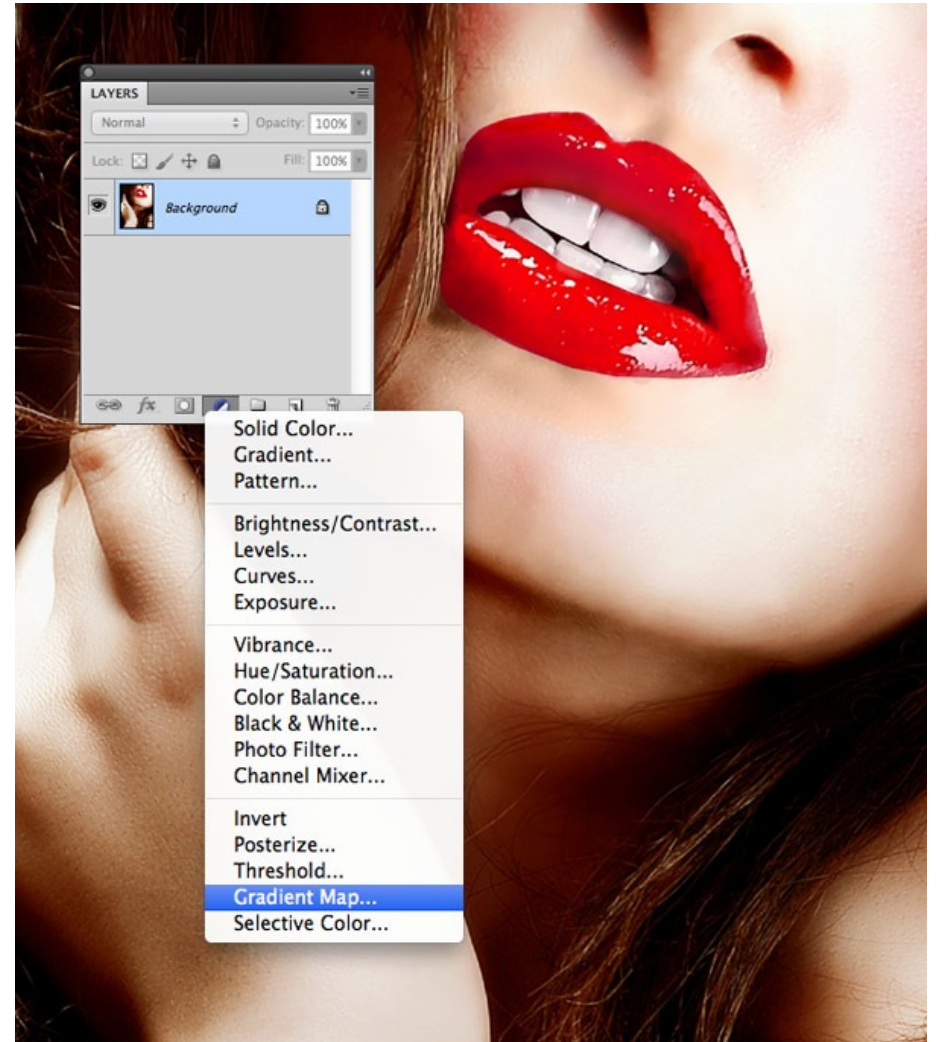 LAYERS
Normal Opacity: 100%
Lock: Fill: 100%
Background
fx
Solid Color...
Gradient...
Pattern...
Brightness/Contrast...
Levels...
Curves...
Exposure...
Vibrance...
Hue/Saturation...
Color Balance...
Black & White...
Photo Filter...
Channel Mixer...
Invert
Posterize...
Threshold...
Gradient Map...
Selective Color...